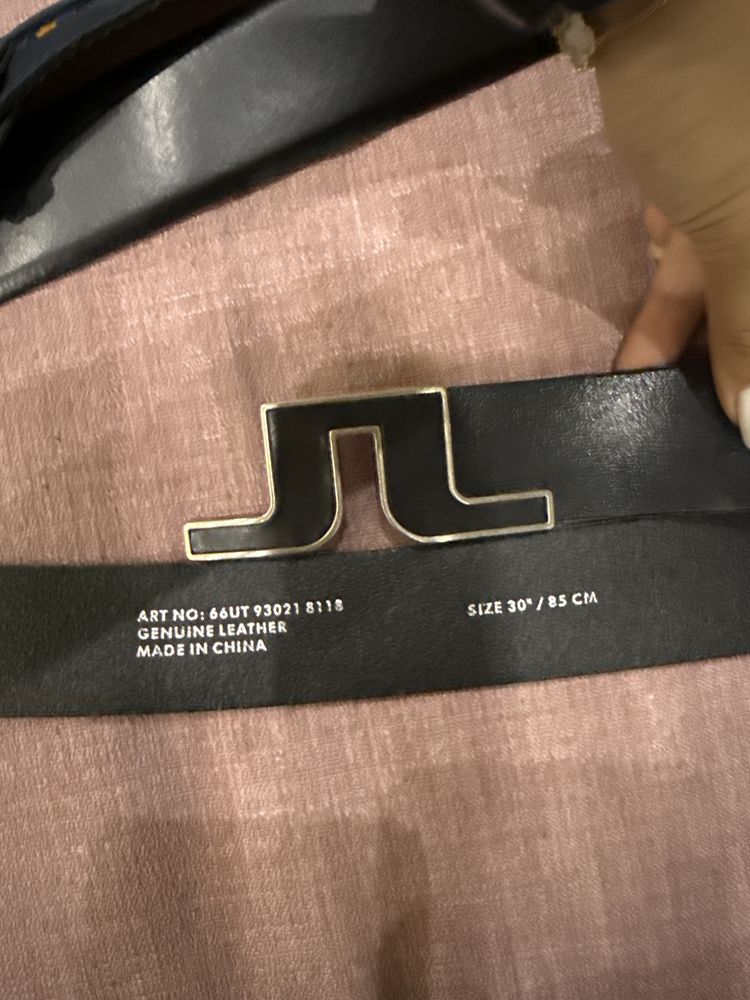 ART NO: 66UT 93021 8118
GENUINE LEATHER
MADE IN CHINA
SIZE 30" / 85 CM